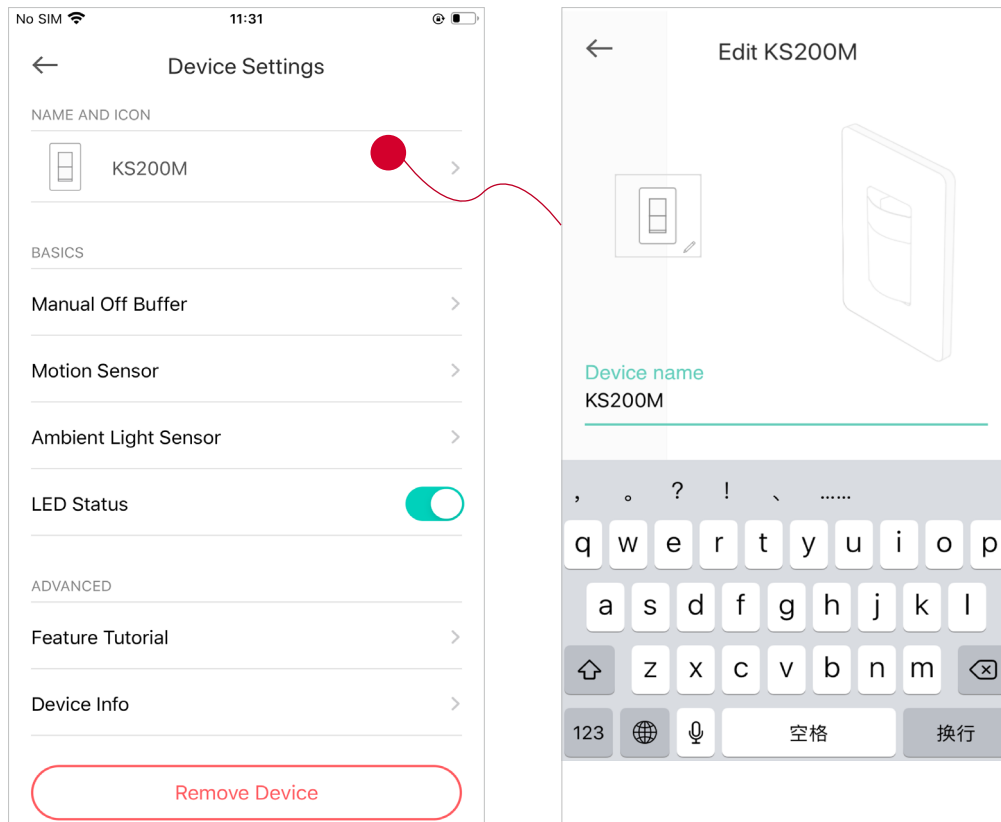 No SIM 11:31
Device Settings
NAME AND ICON
KS200M
BASICS
Manual Off Buffer
Motion Sensor
Ambient Light Sensor
LED Status
ADVANCED
Feature Tutorial
Device Info
Remove Device
Edit KS200M
Device name
KS200M
， 。 ？ ！ 、 ……
q w e r t y u i o p
a s d f g h j k l
z x c v b n m
123 空格 换行